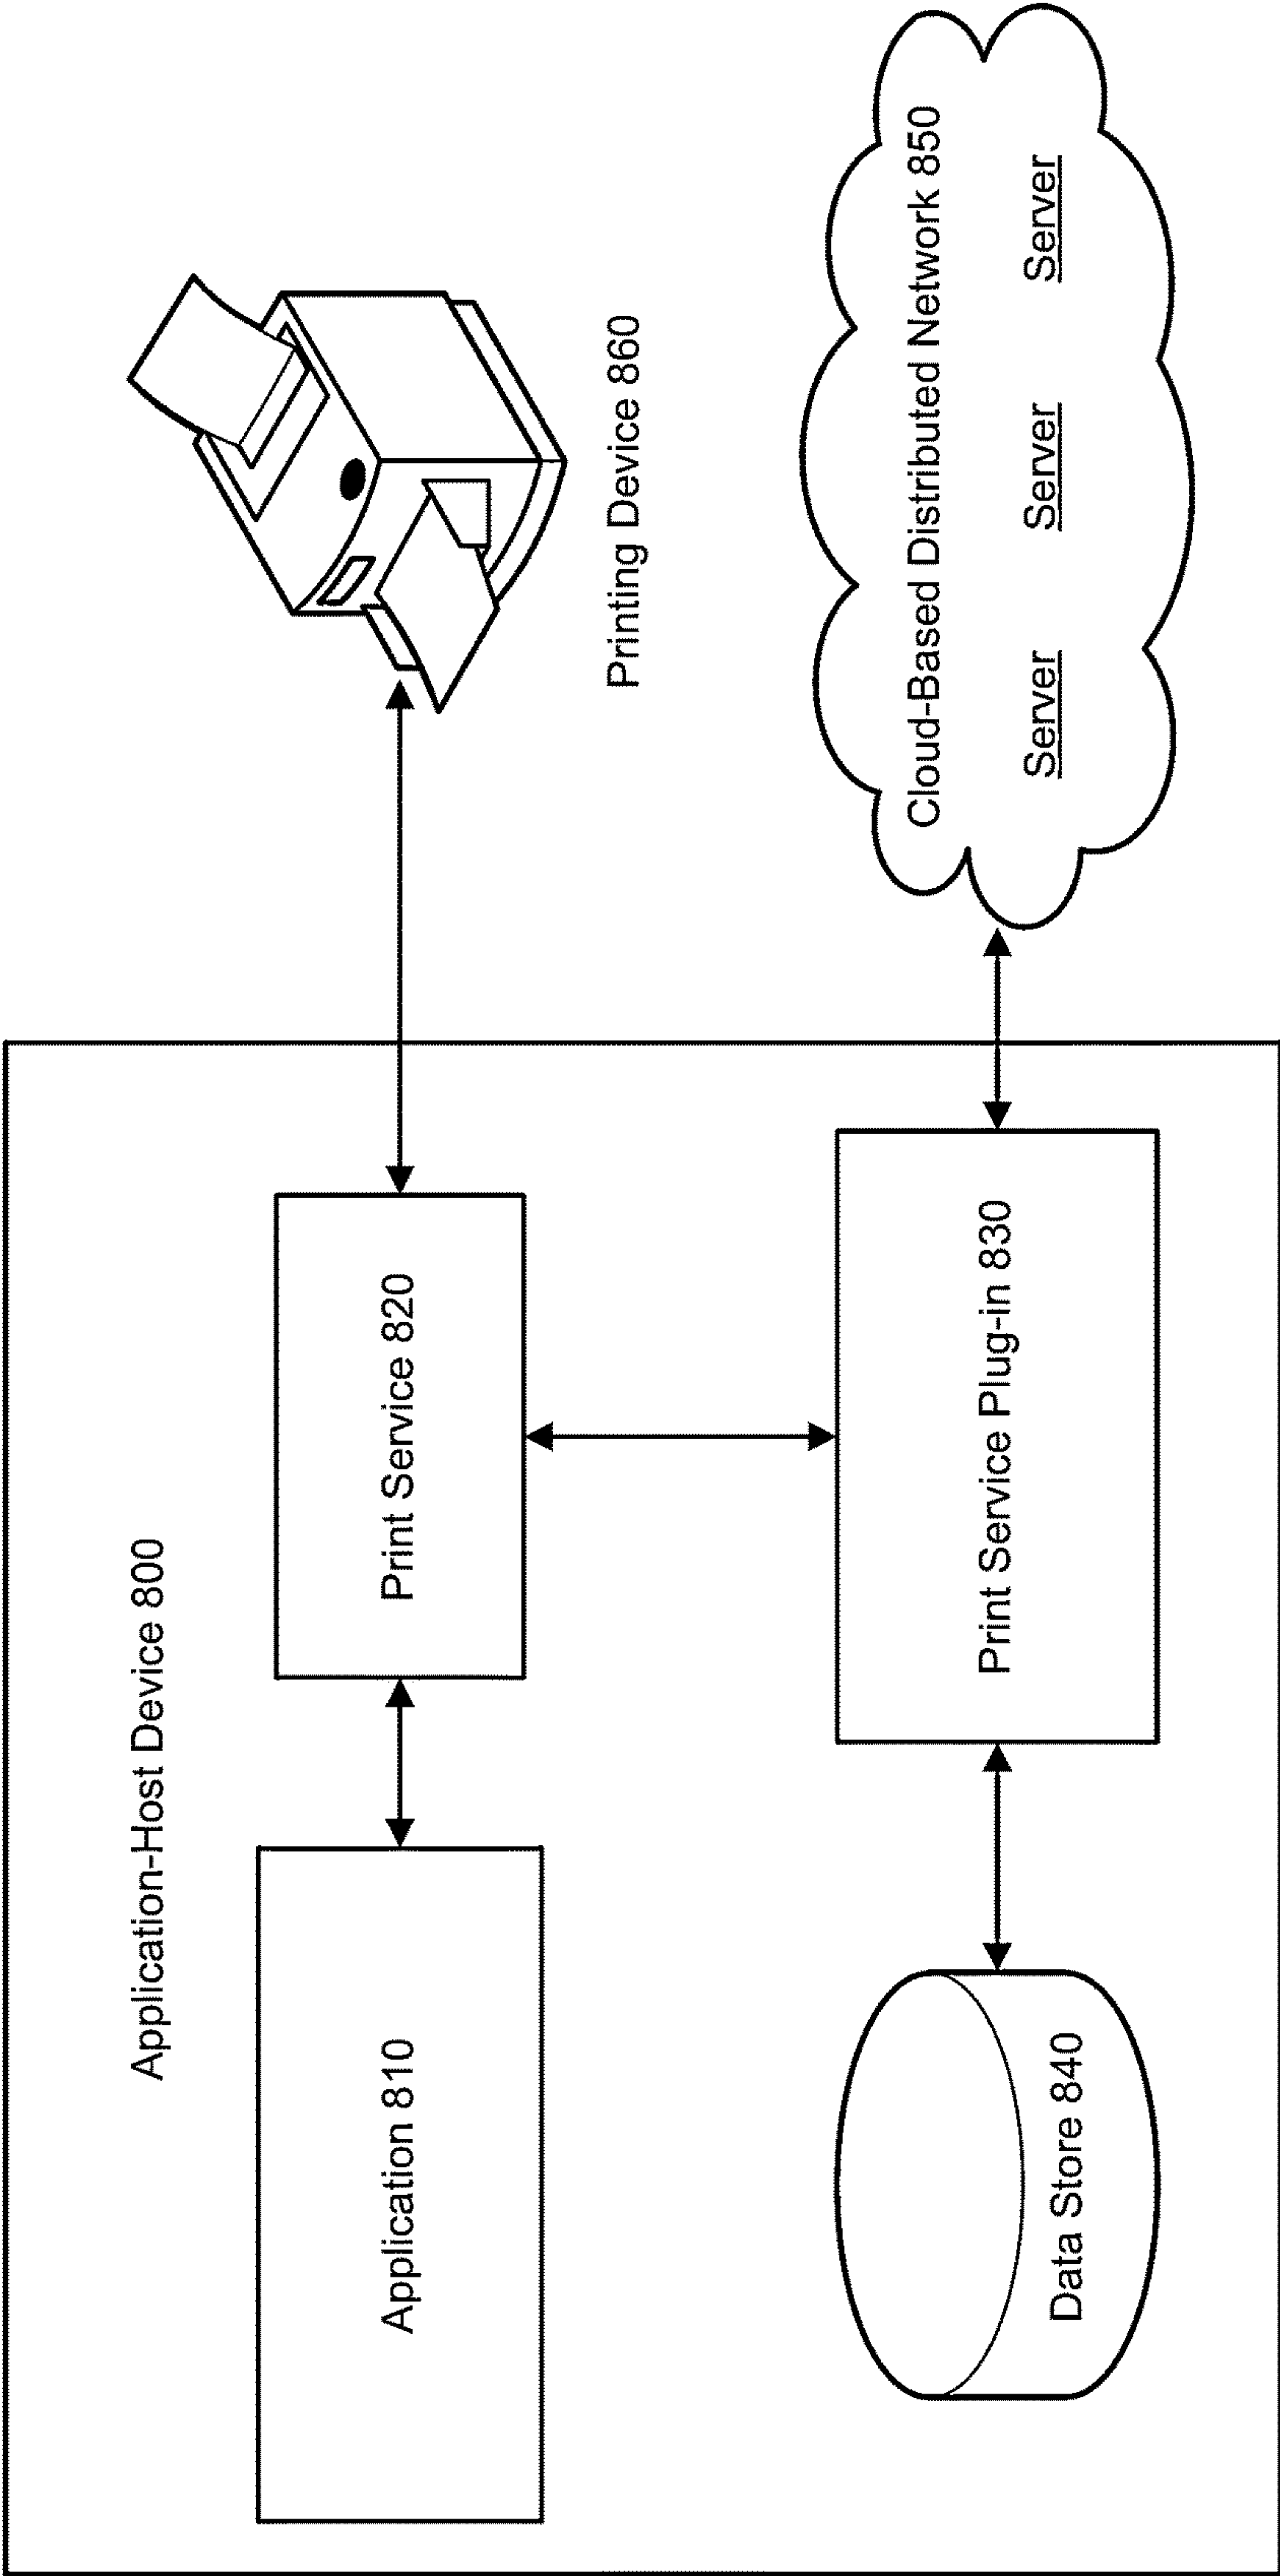 Application-Host Device 800
Application 810
Print Service 820
Printing Device 860
Data Store 840
Print Service Plug-in 830
Cloud-Based Distributed Network 850
Server
Server
Server